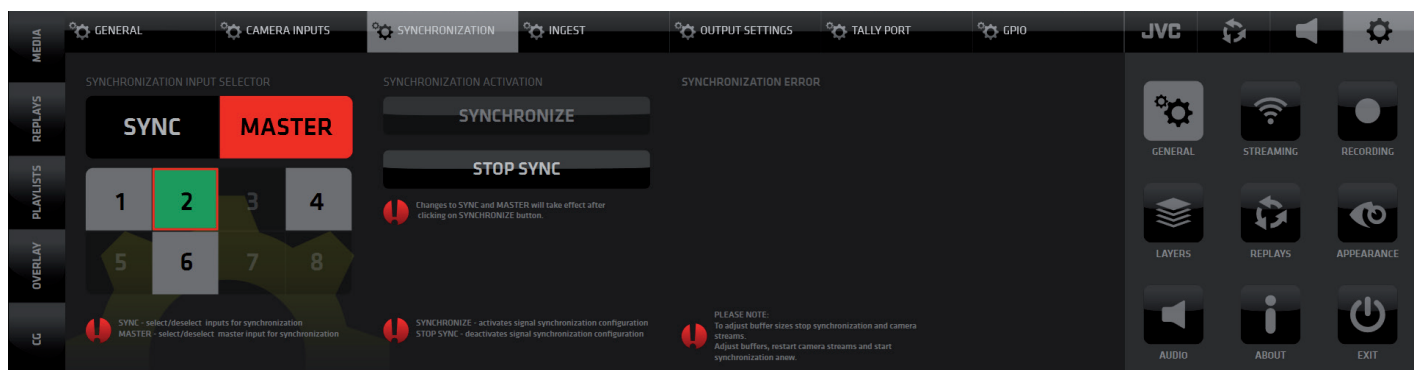 MEDIA
REPLAYS
PLAYLISTS
OVERLAY
CG
GENERAL
CAMERA INPUTS
SYNCHRONIZATION
INGEST
OUTPUT SETTINGS
TALLY PORT
GPIO
JVC
SYNCHRONIZATION INPUT SELECTOR
SYNC
MASTER
1
2
3
4
5
6
7
8
SYNC - select/deselect inputs for synchronization
MASTER - select/deselect master input for synchronization
SYNCHRONIZATION ACTIVATION
SYNCHRONIZE
STOP SYNC
Changes to SYNC and MASTER will take effect after
clicking on SYNCHRONIZE button.
SYNCHRONIZE - activates signal synchronization configuration
STOP SYNC - deactivates signal synchronization configuration
SYNCHRONIZATION ERROR
PLEASE NOTE:
To adjust buffer sizes stop synchronization and camera
streams.
Adjust buffers, restart camera streams and start
synchronization anew.
GENERAL
STREAMING
RECORDING
LAYERS
REPLAYS
APPEARANCE
AUDIO
ABOUT
EXIT